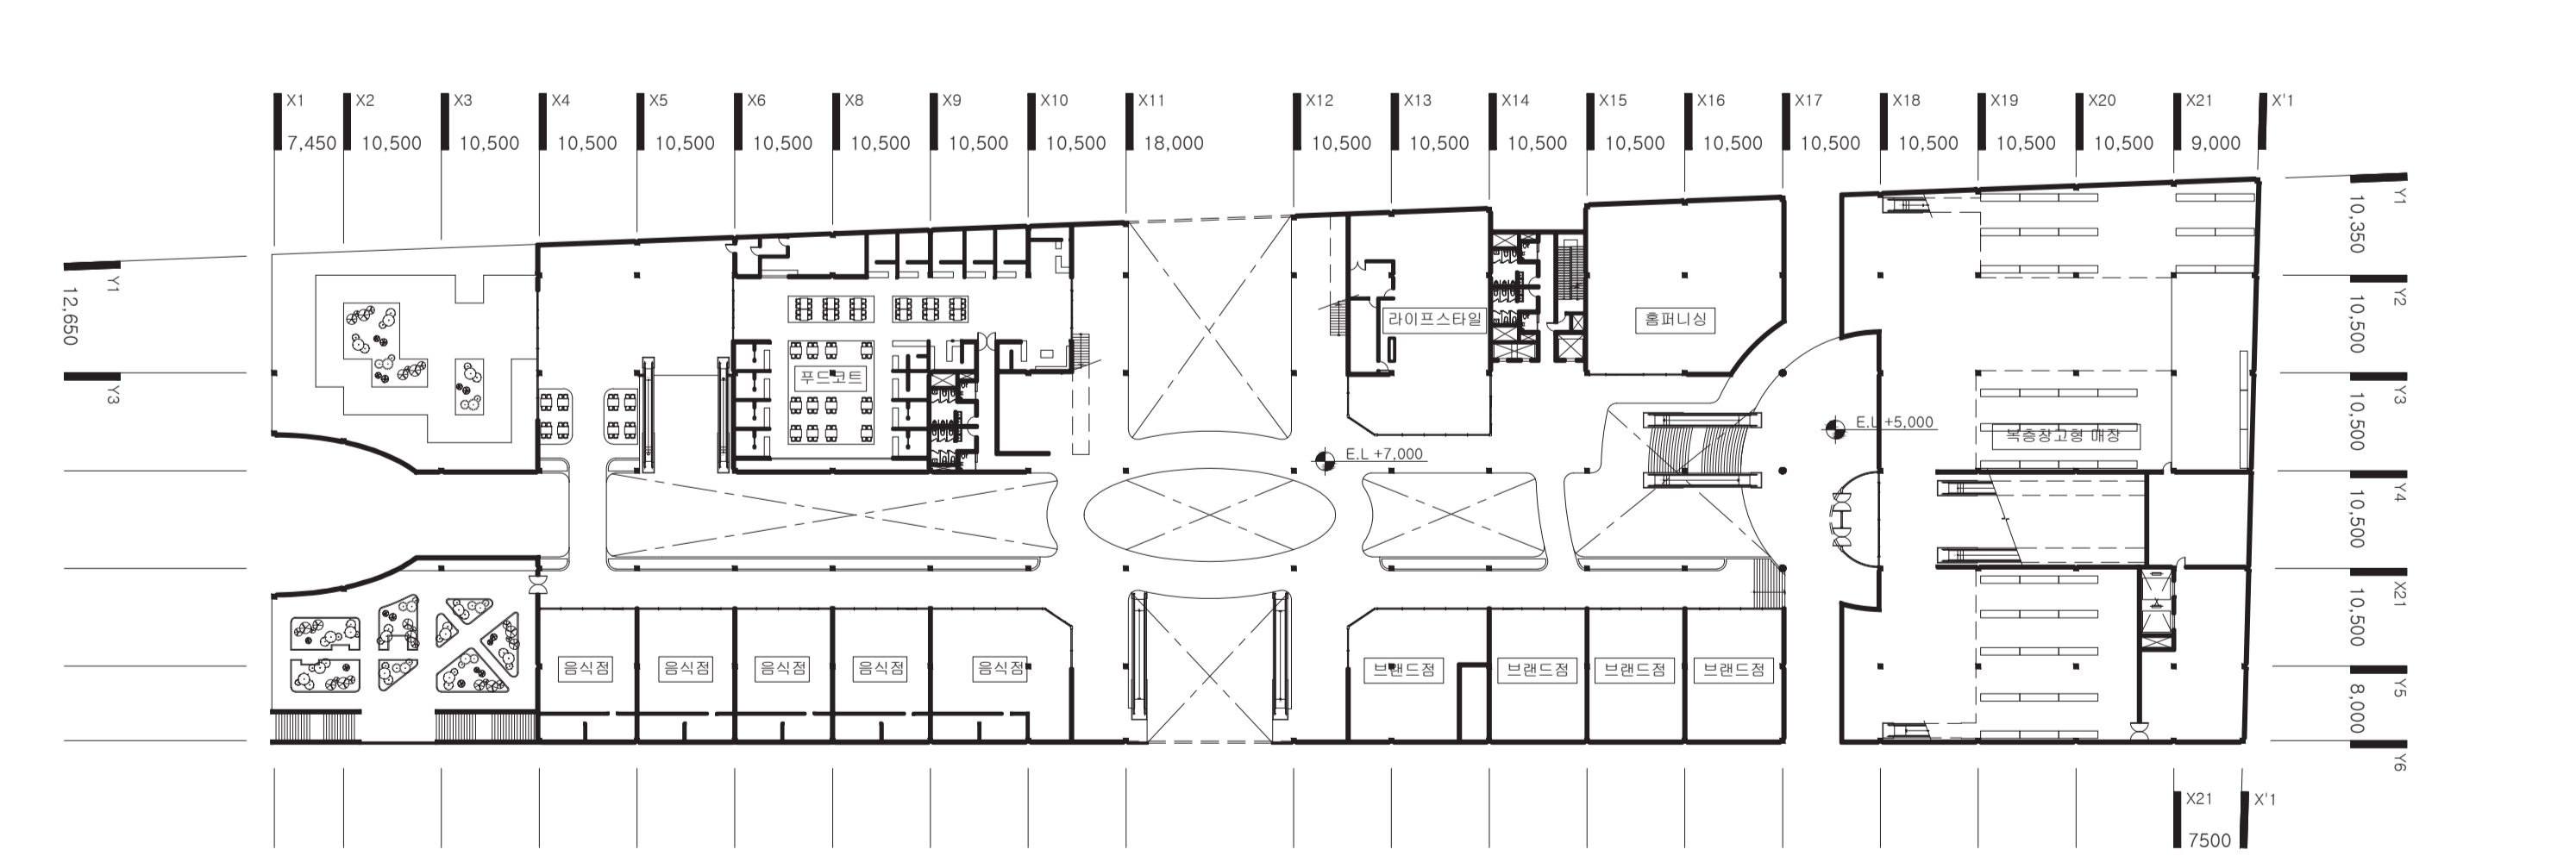 X1 X2 X3 X4 X5 X6 X8 X9 X10 X11 X12 X13 X14 X15 X16 X17 X18 X19 X20 X21 X'1
7,450 10,500 10,500 10,500 10,500 10,500 10,500 10,500 10,500 18,000 10,500 10,500 10,500 10,500 10,500 10,500 10,500 10,500 10,500 9,000
Y1
12,650
Y3
Y1
10,350
Y2
10,500
Y3
10,500
Y4
10,500
X21
10,500
Y5
8,000
Y6
라이프스타일
홈퍼니싱
푸드코트
E.L +5,000
복층창고형 매장
E.L +7,000
음식점 음식점 음식점 음식점 음식점 브랜드점 브랜드점 브랜드점 브랜드점
X21 X'1
7500